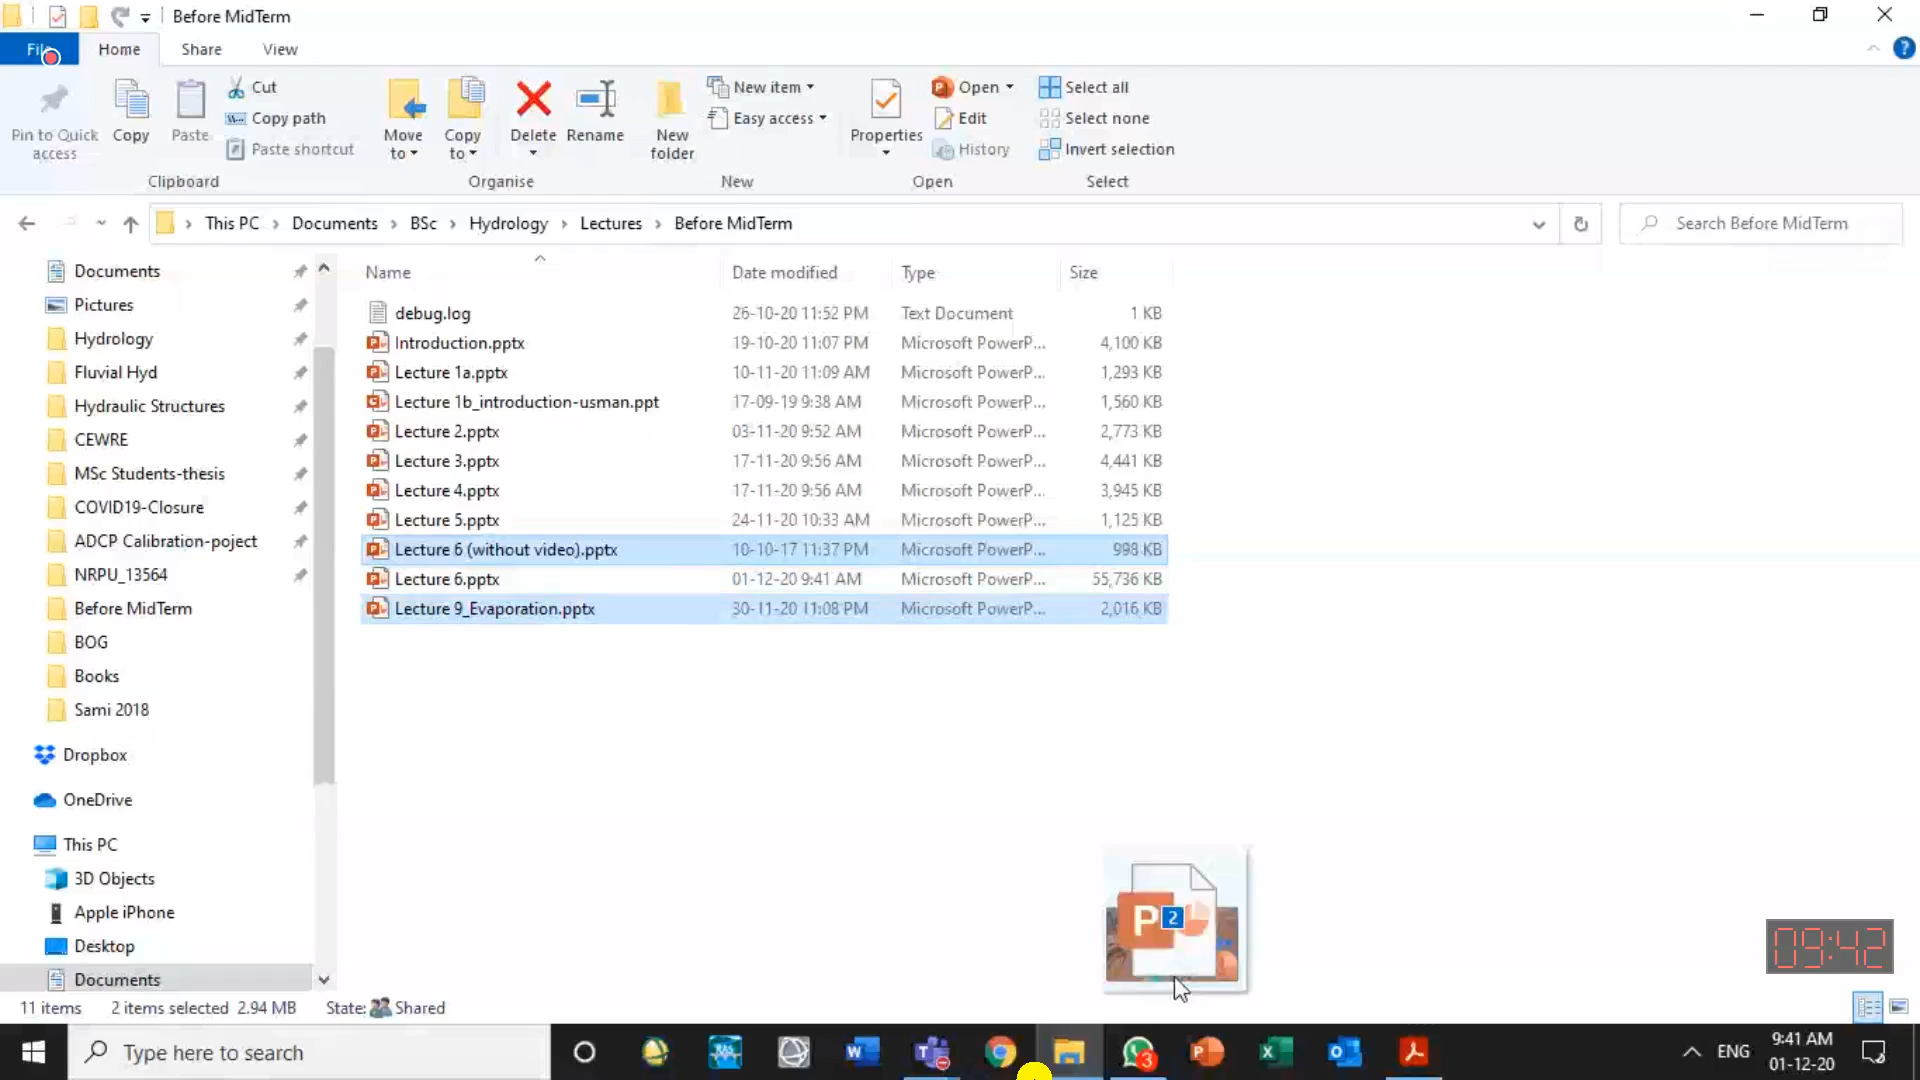 Before MidTerm
File Home Share View
Pin to Quick access
Copy
Paste
Cut
Copy path
Paste shortcut
Clipboard
Move to
Copy to
Delete
Rename
Organise
New folder
New item
Easy access
New
Properties
Open
Edit
History
Open
Select all
Select none
Invert selection
Select
This PC › Documents › BSc › Hydrology › Lectures › Before MidTerm
Search Before MidTerm
Documents
Pictures
Hydrology
Fluvial Hyd
Hydraulic Structures
CEWRE
MSc Students-thesis
COVID19-Closure
ADCP Calibration-poject
NRPU_13564
Before MidTerm
BOG
Books
Sami 2018
Dropbox
OneDrive
This PC
3D Objects
Apple iPhone
Desktop
Documents
Name Date modified Type Size
debug.log 26-10-20 11:52 PM Text Document 1 KB
Introduction.pptx 19-10-20 11:07 PM Microsoft PowerP... 4,100 KB
Lecture 1a.pptx 10-11-20 11:09 AM Microsoft PowerP... 1,293 KB
Lecture 1b_introduction-usman.ppt 17-09-19 9:38 AM Microsoft PowerP... 1,560 KB
Lecture 2.pptx 03-11-20 9:52 AM Microsoft PowerP... 2,773 KB
Lecture 3.pptx 17-11-20 9:56 AM Microsoft PowerP... 4,441 KB
Lecture 4.pptx 17-11-20 9:56 AM Microsoft PowerP... 3,945 KB
Lecture 5.pptx 24-11-20 10:33 AM Microsoft PowerP... 1,125 KB
Lecture 6 (without video).pptx 10-10-17 11:37 PM Microsoft PowerP... 998 KB
Lecture 6.pptx 01-12-20 9:41 AM Microsoft PowerP... 55,736 KB
Lecture 9_Evaporation.pptx 30-11-20 11:08 PM Microsoft PowerP... 2,016 KB
P 2
09:42
11 items 2 items selected 2.94 MB State: Shared
Type here to search
3
ENG
9:41 AM
01-12-20